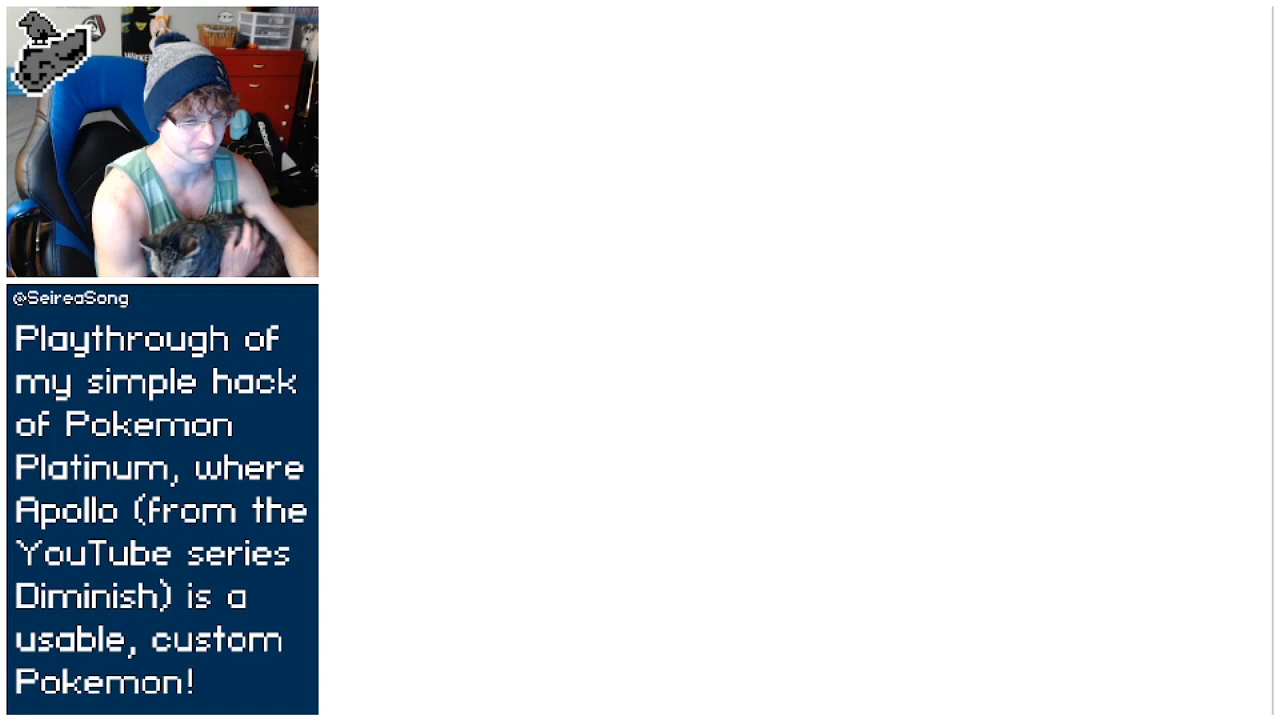 @SeireaSong
Playthrough of
my simple hack
of Pokemon
Platinum, where
Apollo (from the
YouTube series
Diminish) is a
usable, custom
Pokemon!